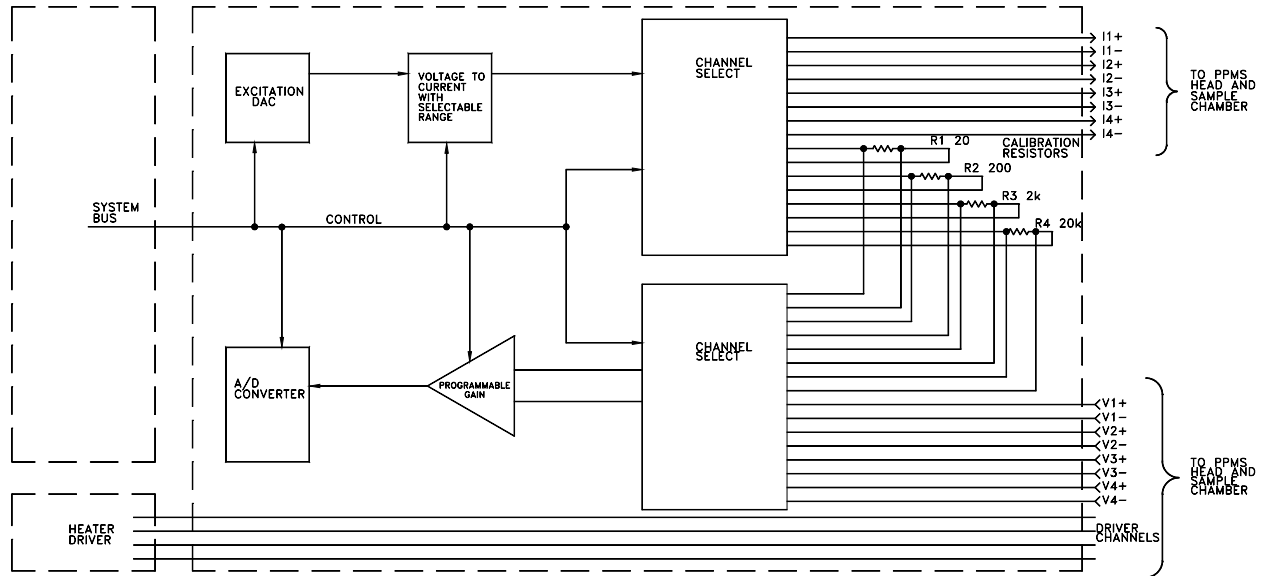 EXCITATION
DAC
VOLTAGE TO
CURRENT
WITH
SELECTABLE
RANGE
CHANNEL
SELECT
I1+
I1-
I2+
I2-
I3+
I3-
I4+
I4-
TO PPMS
HEAD AND
SAMPLE
CHAMBER
R1 20
CALIBRATION
RESISTORS
R2 200
R3 2k
R4 20k
SYSTEM
BUS
CONTROL
A/D
CONVERTER
PROGRAMMABLE
GAIN
CHANNEL
SELECT
V1+
V1-
V2+
V2-
V3+
V3-
V4+
V4-
TO PPMS
HEAD AND
SAMPLE
CHAMBER
HEATER
DRIVER
DRIVER
CHANNELS